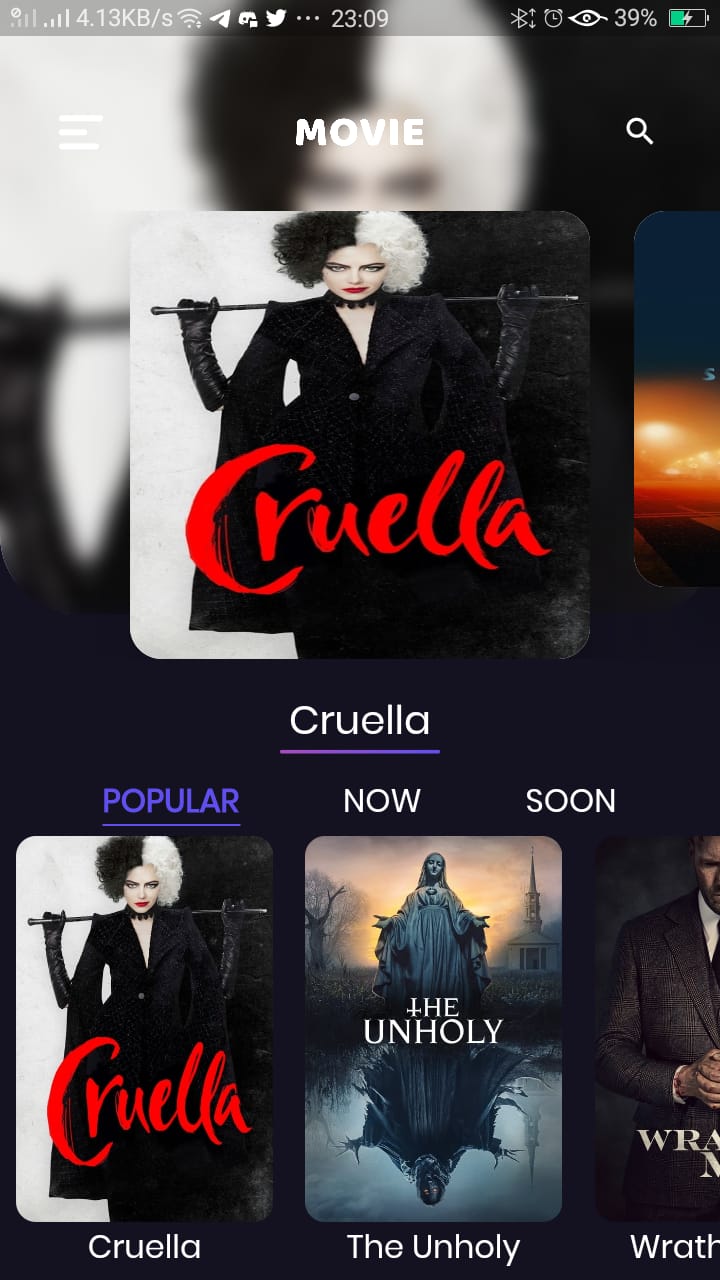 4.13KB/s ··· 23:09 39%
MOVIE
S
Cruella
Cruella
POPULAR NOW SOON
Cruella
THE
UNHOLY
WRA
M
Cruella The Unholy Wrath